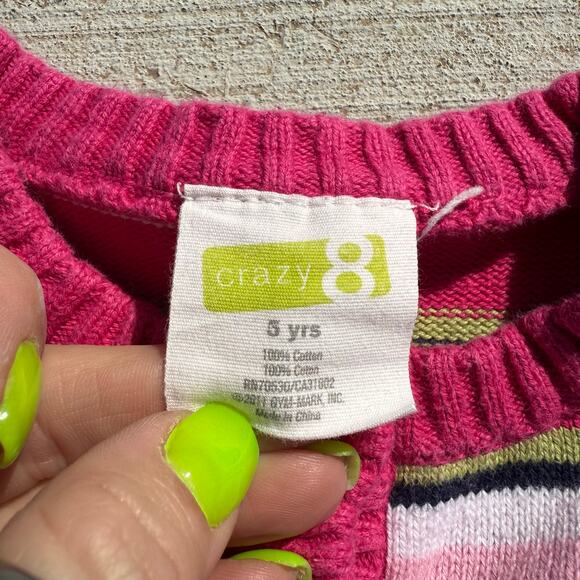 crazy 8
5 yrs
100% Cotton
100% Coton
RN70530/CA31602
©2011 GYM-MARK, INC.
Made in China